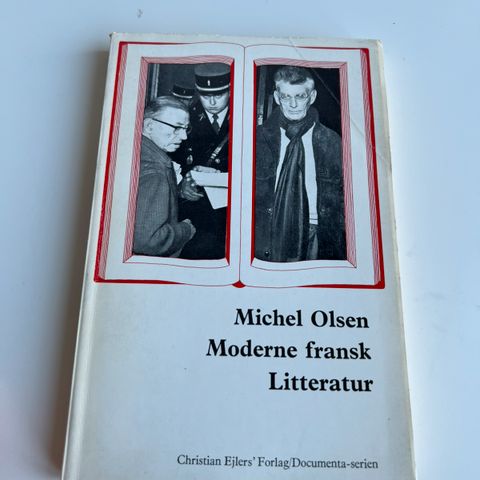 Michel Olsen
Moderne fransk
Litteratur
Christian Ejlers' Forlag/Documenta-serien